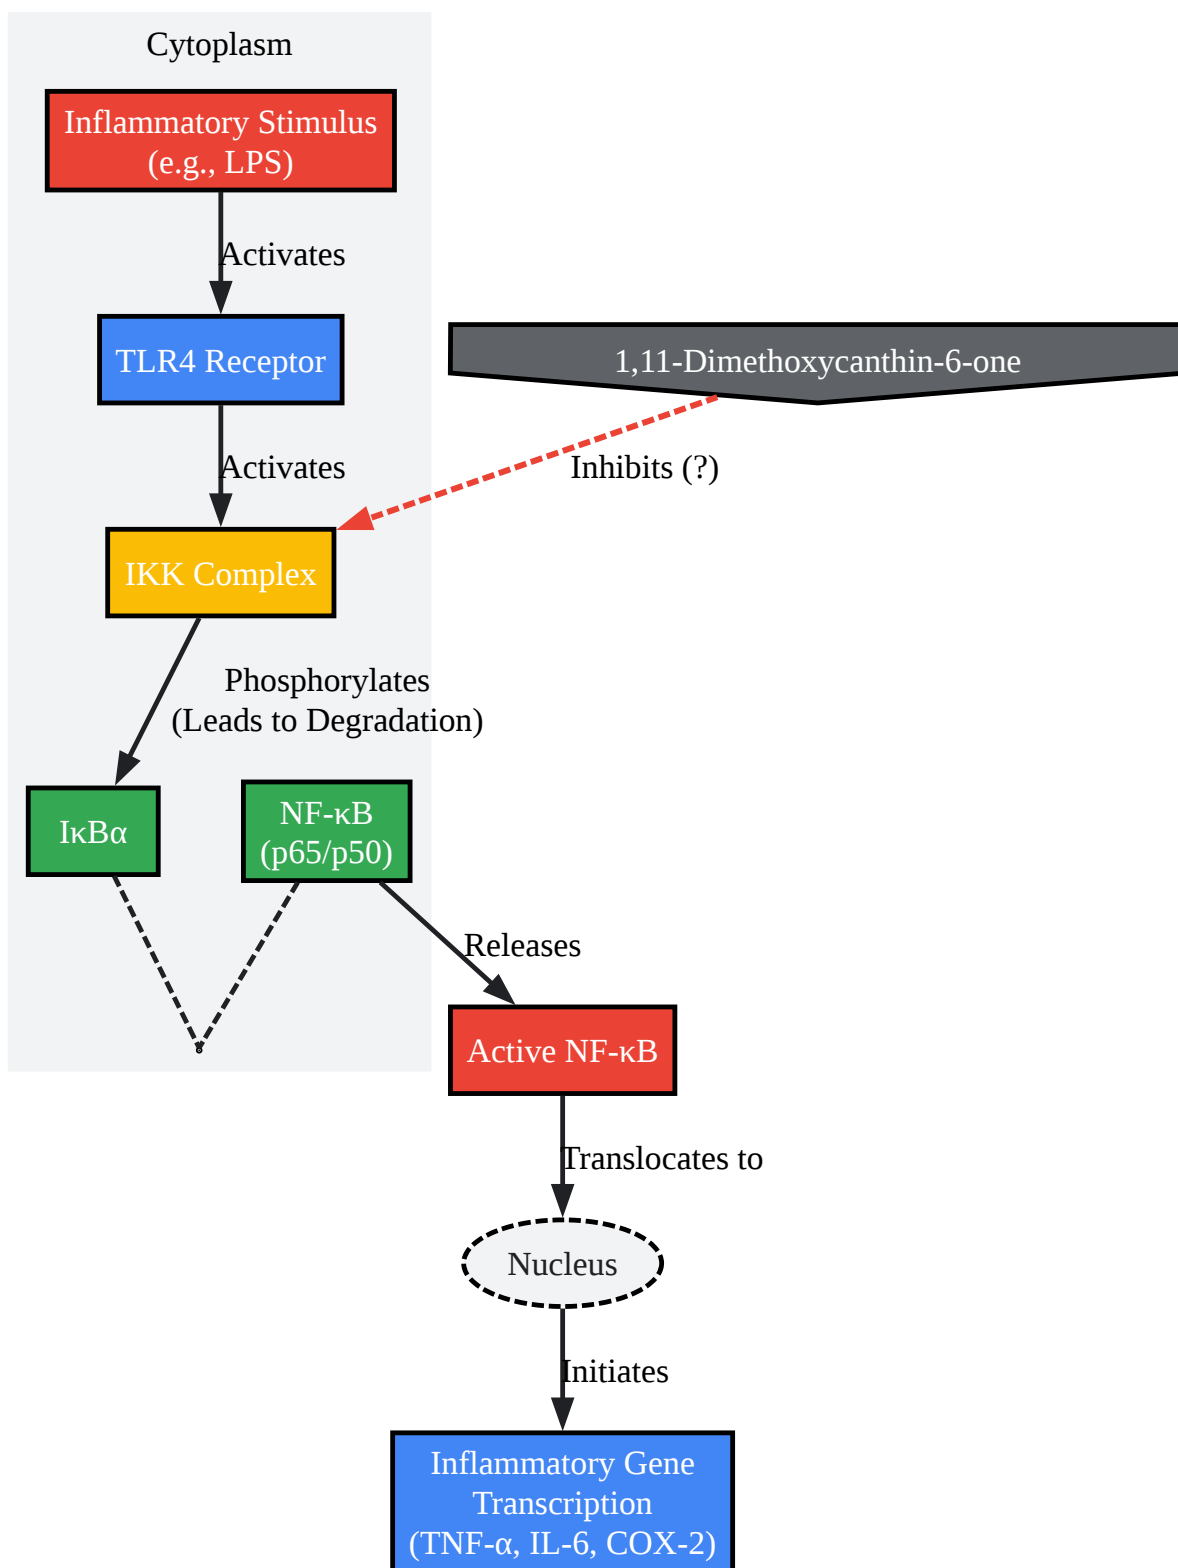 Cytoplasm
Inflammatory Stimulus
(e.g., LPS)
Activates
TLR4 Receptor
1,11-Dimethoxycanthin-6-one
Activates
Inhibits (?)
IKK Complex
Phosphorylates
(Leads to Degradation)
IκBα
NF-κB
(p65/p50)
Releases
Active NF-κB
Translocates to
Nucleus
Initiates
Inflammatory Gene
Transcription
(TNF-α, IL-6, COX-2)